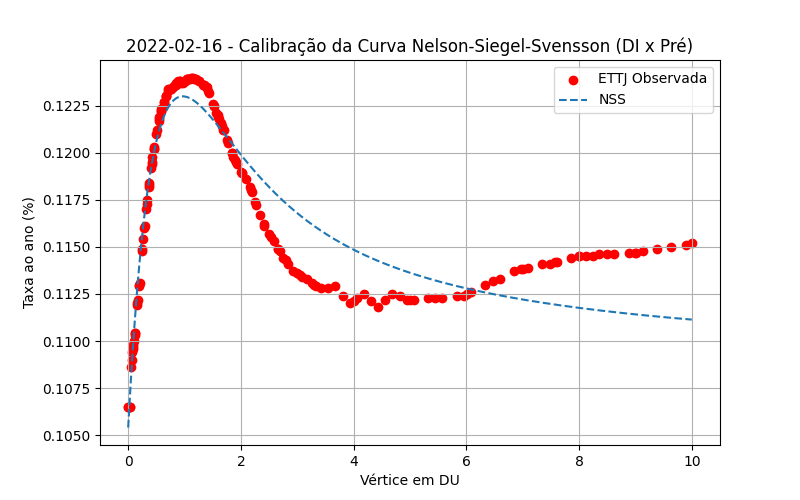 2022-02-16 - Calibração da Curva Nelson-Siegel-Svensson (DI x Pré)
ETTJ Observada
NSS
Taxa ao ano (%)
0.1225
0.1200
0.1175
0.1150
0.1125
0.1100
0.1075
0.1050
0 2 4 6 8 10
Vértice em DU